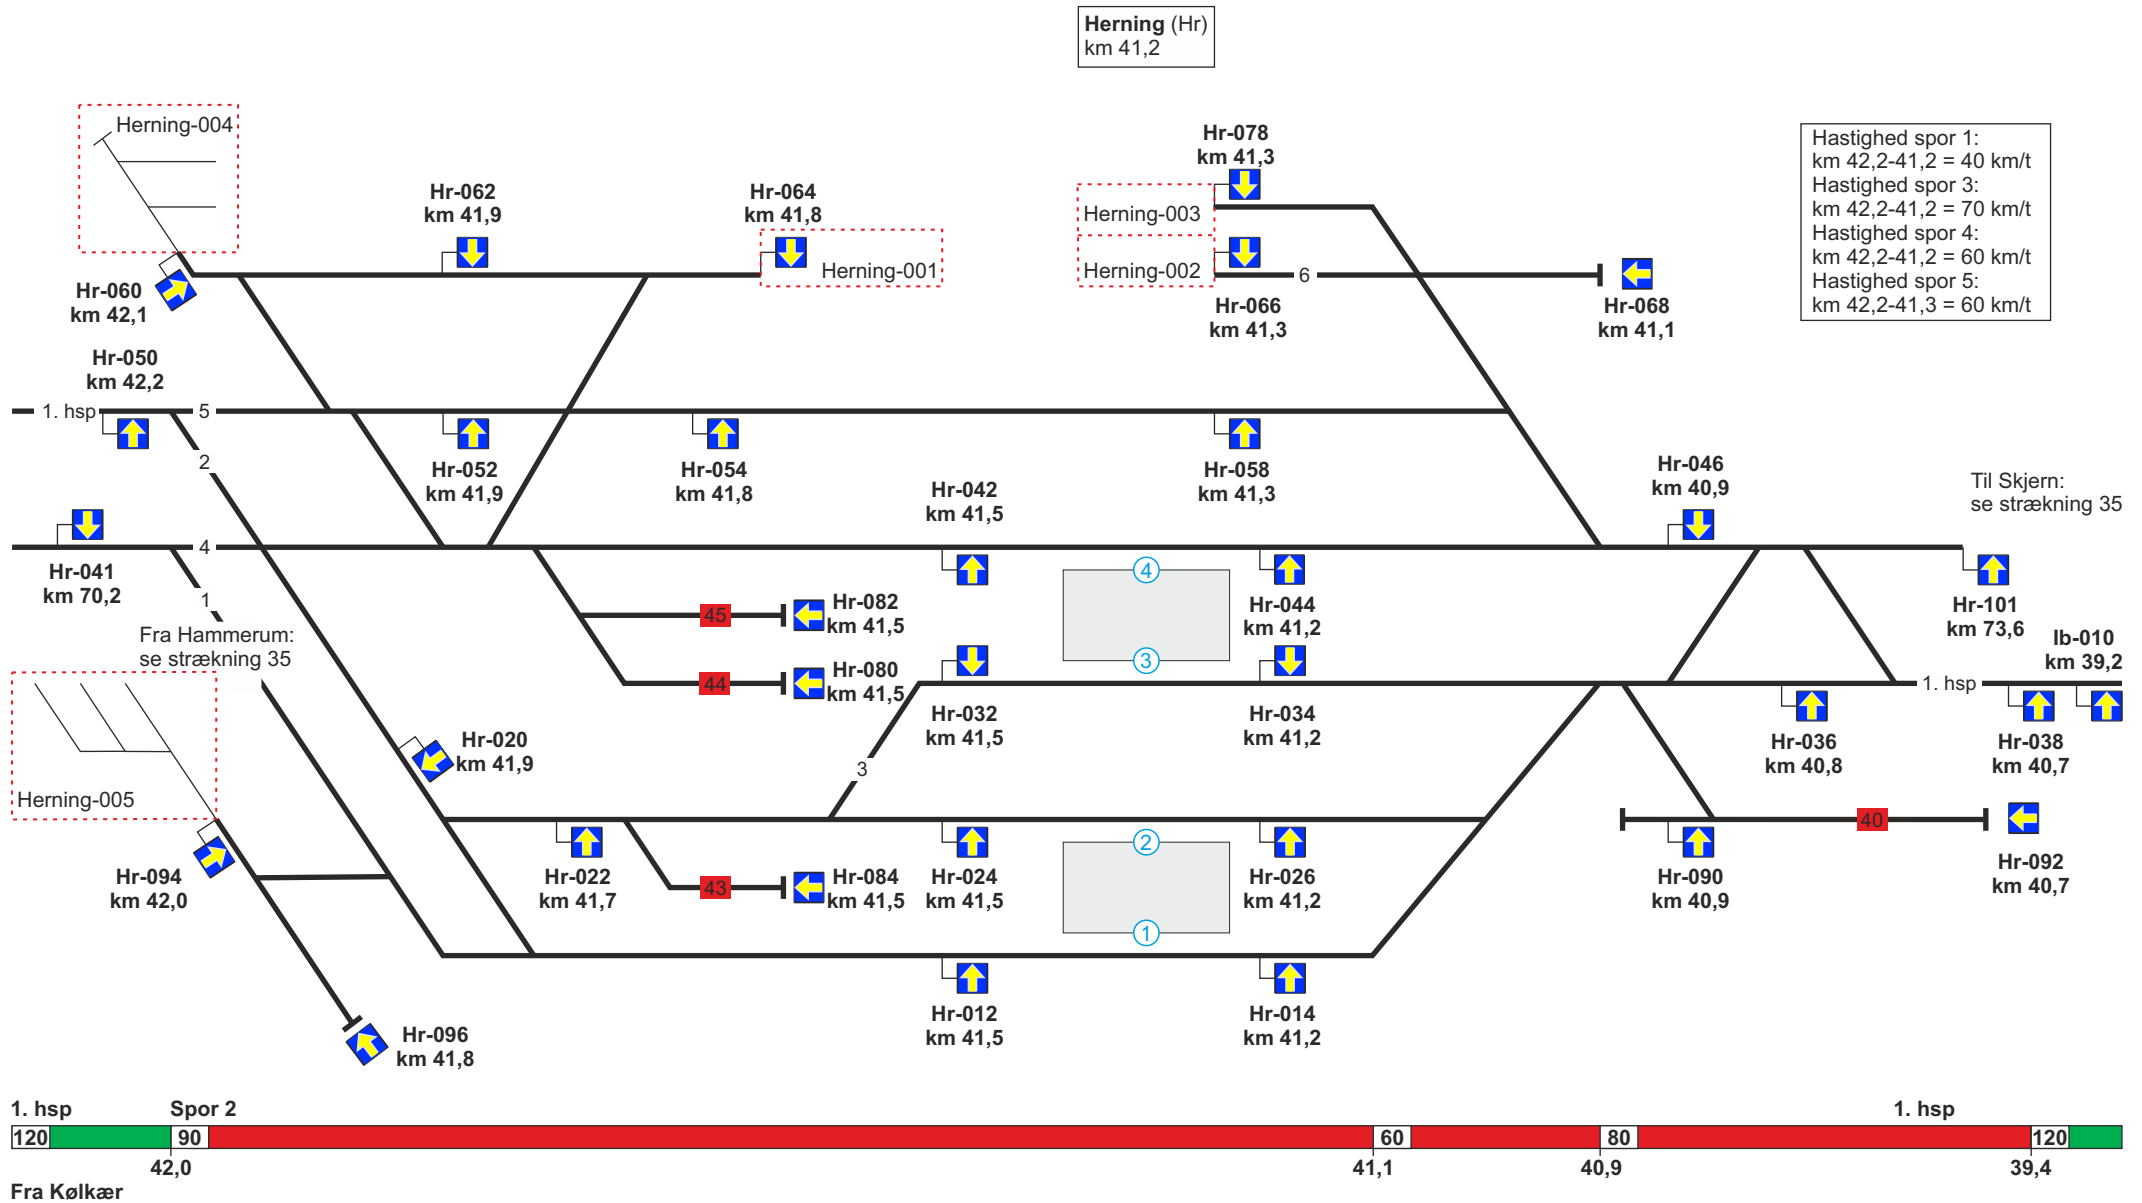 Herning (Hr)
km 41,2
Herning-004
Hr-078
km 41,3
Hastighed spor 1:
km 42,2-41,2 = 40 km/t
Hastighed spor 3:
km 42,2-41,2 = 70 km/t
Hastighed spor 4:
km 42,2-41,2 = 60 km/t
Hastighed spor 5:
km 42,2-41,3 = 60 km/t
Hr-062
km 41,9
Hr-064
km 41,8
Herning-003
Herning-001
Herning-002
6
Hr-060
km 42,1
Hr-066
km 41,3
Hr-068
km 41,1
Hr-050
km 42,2
1. hsp
5
2
Hr-052
km 41,9
Hr-054
km 41,8
Hr-058
km 41,3
Hr-042
km 41,5
Hr-046
km 40,9
Til Skjern:
se strækning 35
4
Hr-041
km 70,2
1
4
Hr-044
km 41,2
3
45
Hr-082
km 41,5
Hr-101
km 73,6
Fra Hammerum:
se strækning 35
44
Hr-080
km 41,5
Ib-010
km 39,2
1. hsp
Hr-032
km 41,5
Hr-034
km 41,2
Hr-036
km 40,8
Hr-038
km 40,7
Hr-020
km 41,9
3
Herning-005
40
2
1
Hr-094
km 42,0
Hr-022
km 41,7
43
Hr-084
km 41,5
Hr-024
km 41,5
Hr-026
km 41,2
Hr-090
km 40,9
Hr-092
km 40,7
Hr-012
km 41,5
Hr-014
km 41,2
Hr-096
km 41,8
1. hsp
Spor 2
1. hsp
120
90
60
80
120
42,0
41,1
40,9
39,4
Fra Kølkær